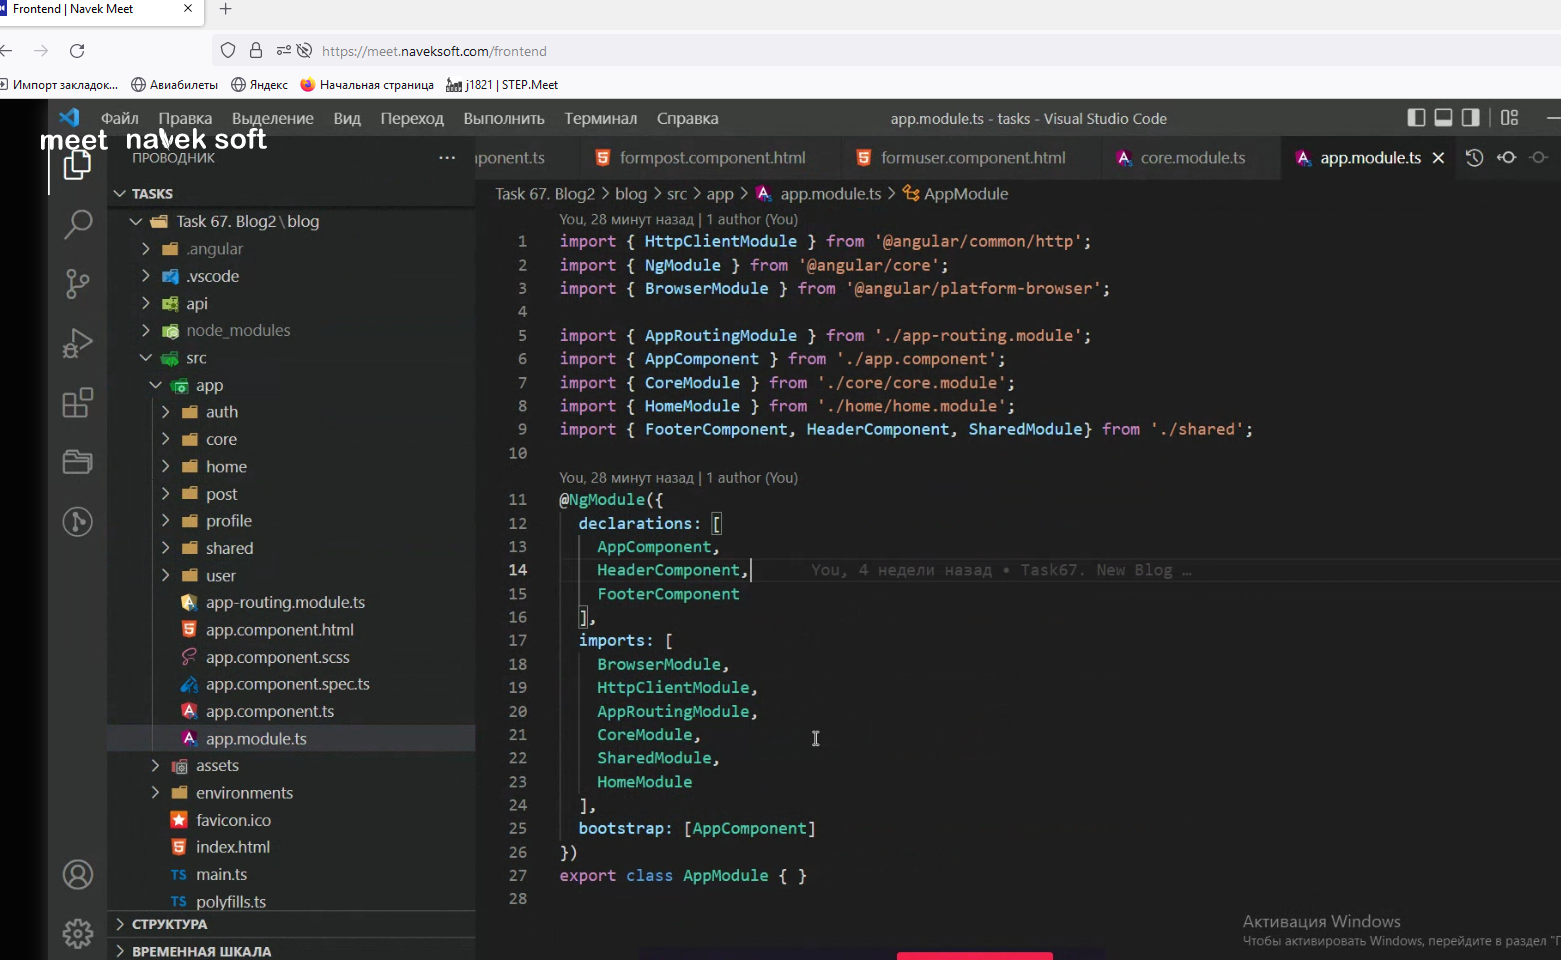 Frontend | Navek Meet
https://meet.naveksoft.com/frontend
Импорт закладок... Авиабилеты Яндекс Начальная страница j1821 | STEP.Meet
Файл Правка Выделение Вид Переход Выполнить Терминал Справка app.module.ts - tasks - Visual Studio Code
meet navek soft
ПРОВОДНИК
TASKS
Task 67. Blog2\blog
.angular
.vscode
api
node_modules
src
app
auth
core
home
post
profile
shared
user
app-routing.module.ts
app.component.html
app.component.scss
app.component.spec.ts
app.component.ts
app.module.ts
assets
environments
favicon.ico
index.html
TS main.ts
TS polyfills.ts
СТРУКТУРА
ВРЕМЕННАЯ ШКАЛА
ponent.ts formpost.component.html formuser.component.html core.module.ts app.module.ts
Task 67. Blog2 > blog > src > app > app.module.ts > AppModule
You, 28 минут назад | 1 author (You)
1 import { HttpClientModule } from '@angular/common/http';
2 import { NgModule } from '@angular/core';
3 import { BrowserModule } from '@angular/platform-browser';
4
5 import { AppRoutingModule } from './app-routing.module';
6 import { AppComponent } from './app.component';
7 import { CoreModule } from './core/core.module';
8 import { HomeModule } from './home/home.module';
9 import { FooterComponent, HeaderComponent, SharedModule} from './shared';
10
You, 28 минут назад | 1 author (You)
11 @NgModule({
12 declarations: [
13 AppComponent,
14 HeaderComponent, You, 4 недели назад • Task67. New Blog …
15 FooterComponent
16 ],
17 imports: [
18 BrowserModule,
19 HttpClientModule,
20 AppRoutingModule,
21 CoreModule,
22 SharedModule,
23 HomeModule
24 ],
25 bootstrap: [AppComponent]
26 })
27 export class AppModule { }
28
Активация Windows
Чтобы активировать Windows, перейдите в раздел "П